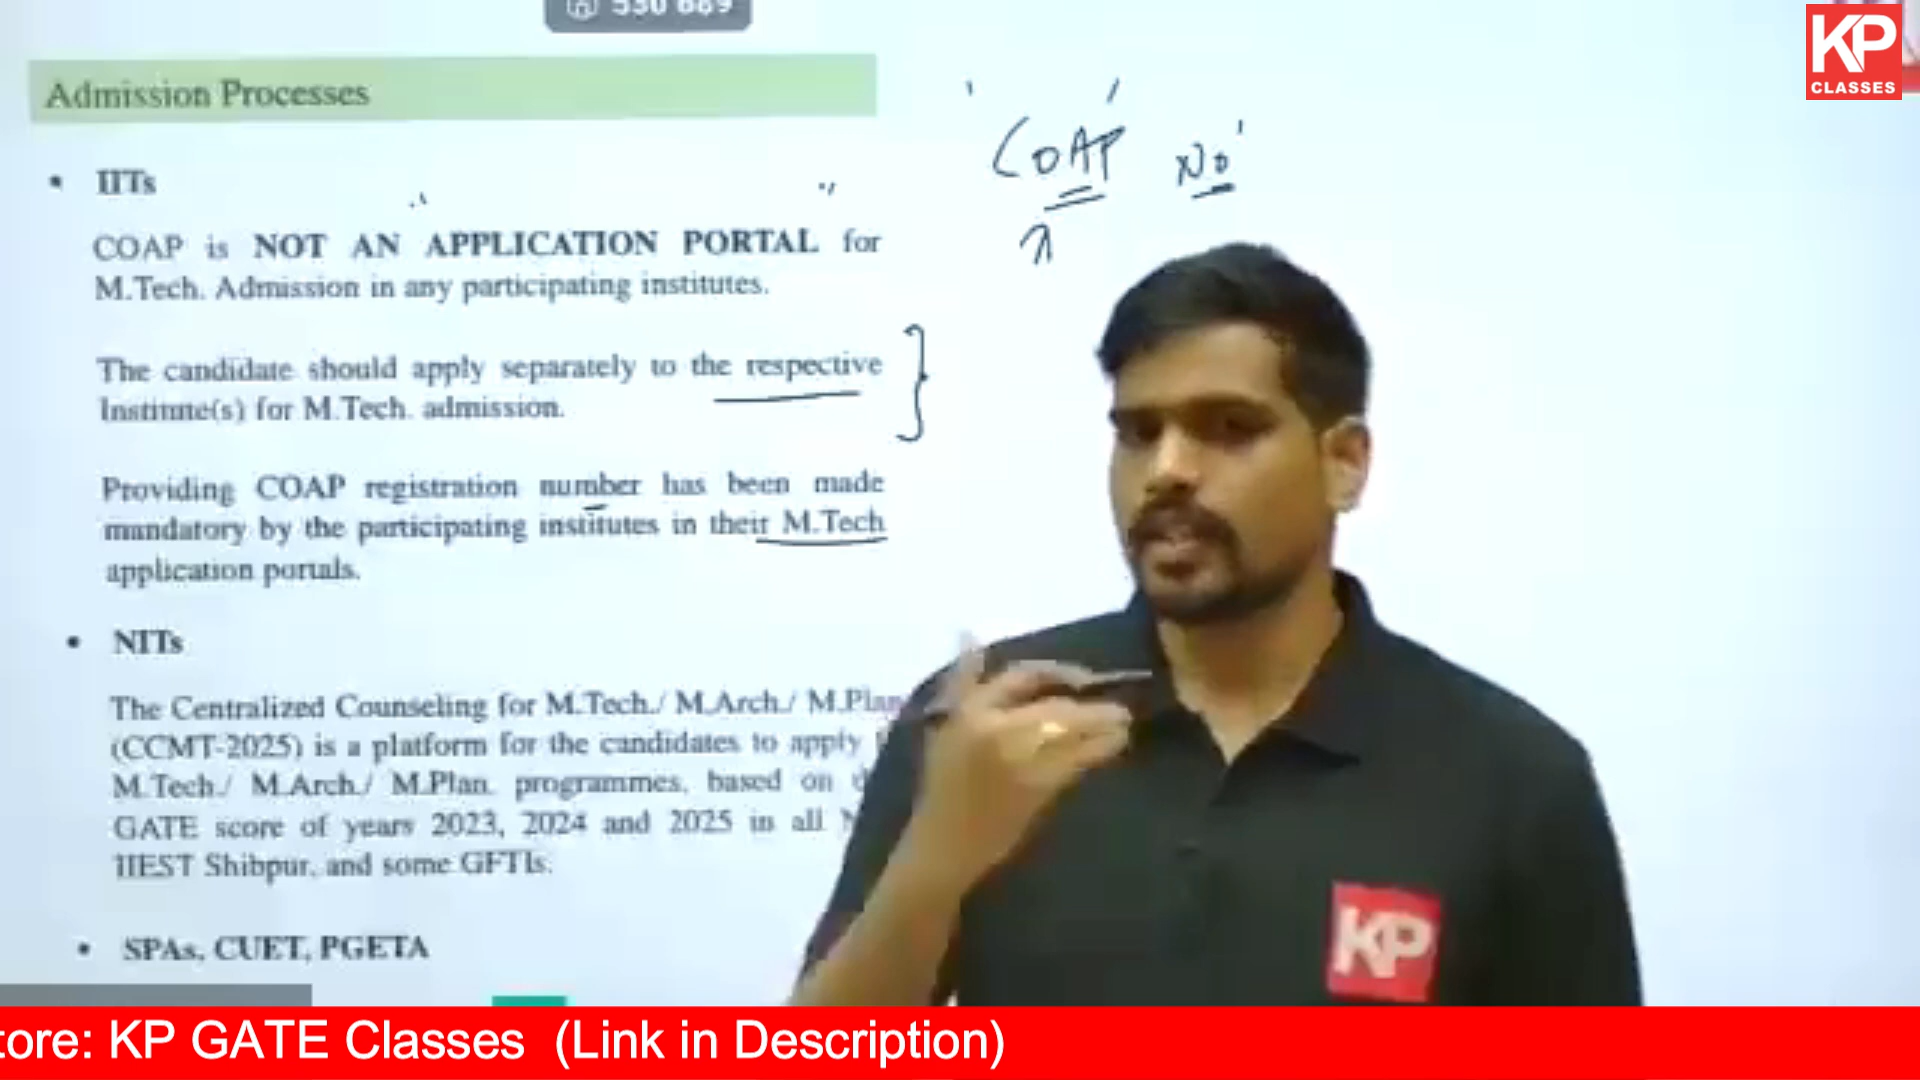 530 689
KP
CLASSES
Admission Processes
COAP No
• IITs
COAP is NOT AN APPLICATION PORTAL for
M.Tech. Admission in any participating institutes.
The candidate should apply separately to the respective
Institute(s) for M.Tech. admission.
Providing COAP registration number has been made
mandatory by the participating institutes in their M.Tech
application portals.
• NITs
The Centralized Counseling for M.Tech./ M.Arch./ M.Plan
(CCMT-2025) is a platform for the candidates to apply
M.Tech./ M.Arch./ M.Plan. programmes, based on
GATE score of years 2023, 2024 and 2025 in all
IIEST Shibpur, and some GFTIs.
• SPAs, CUET, PGETA
KP
tore: KP GATE Classes (Link in Description)